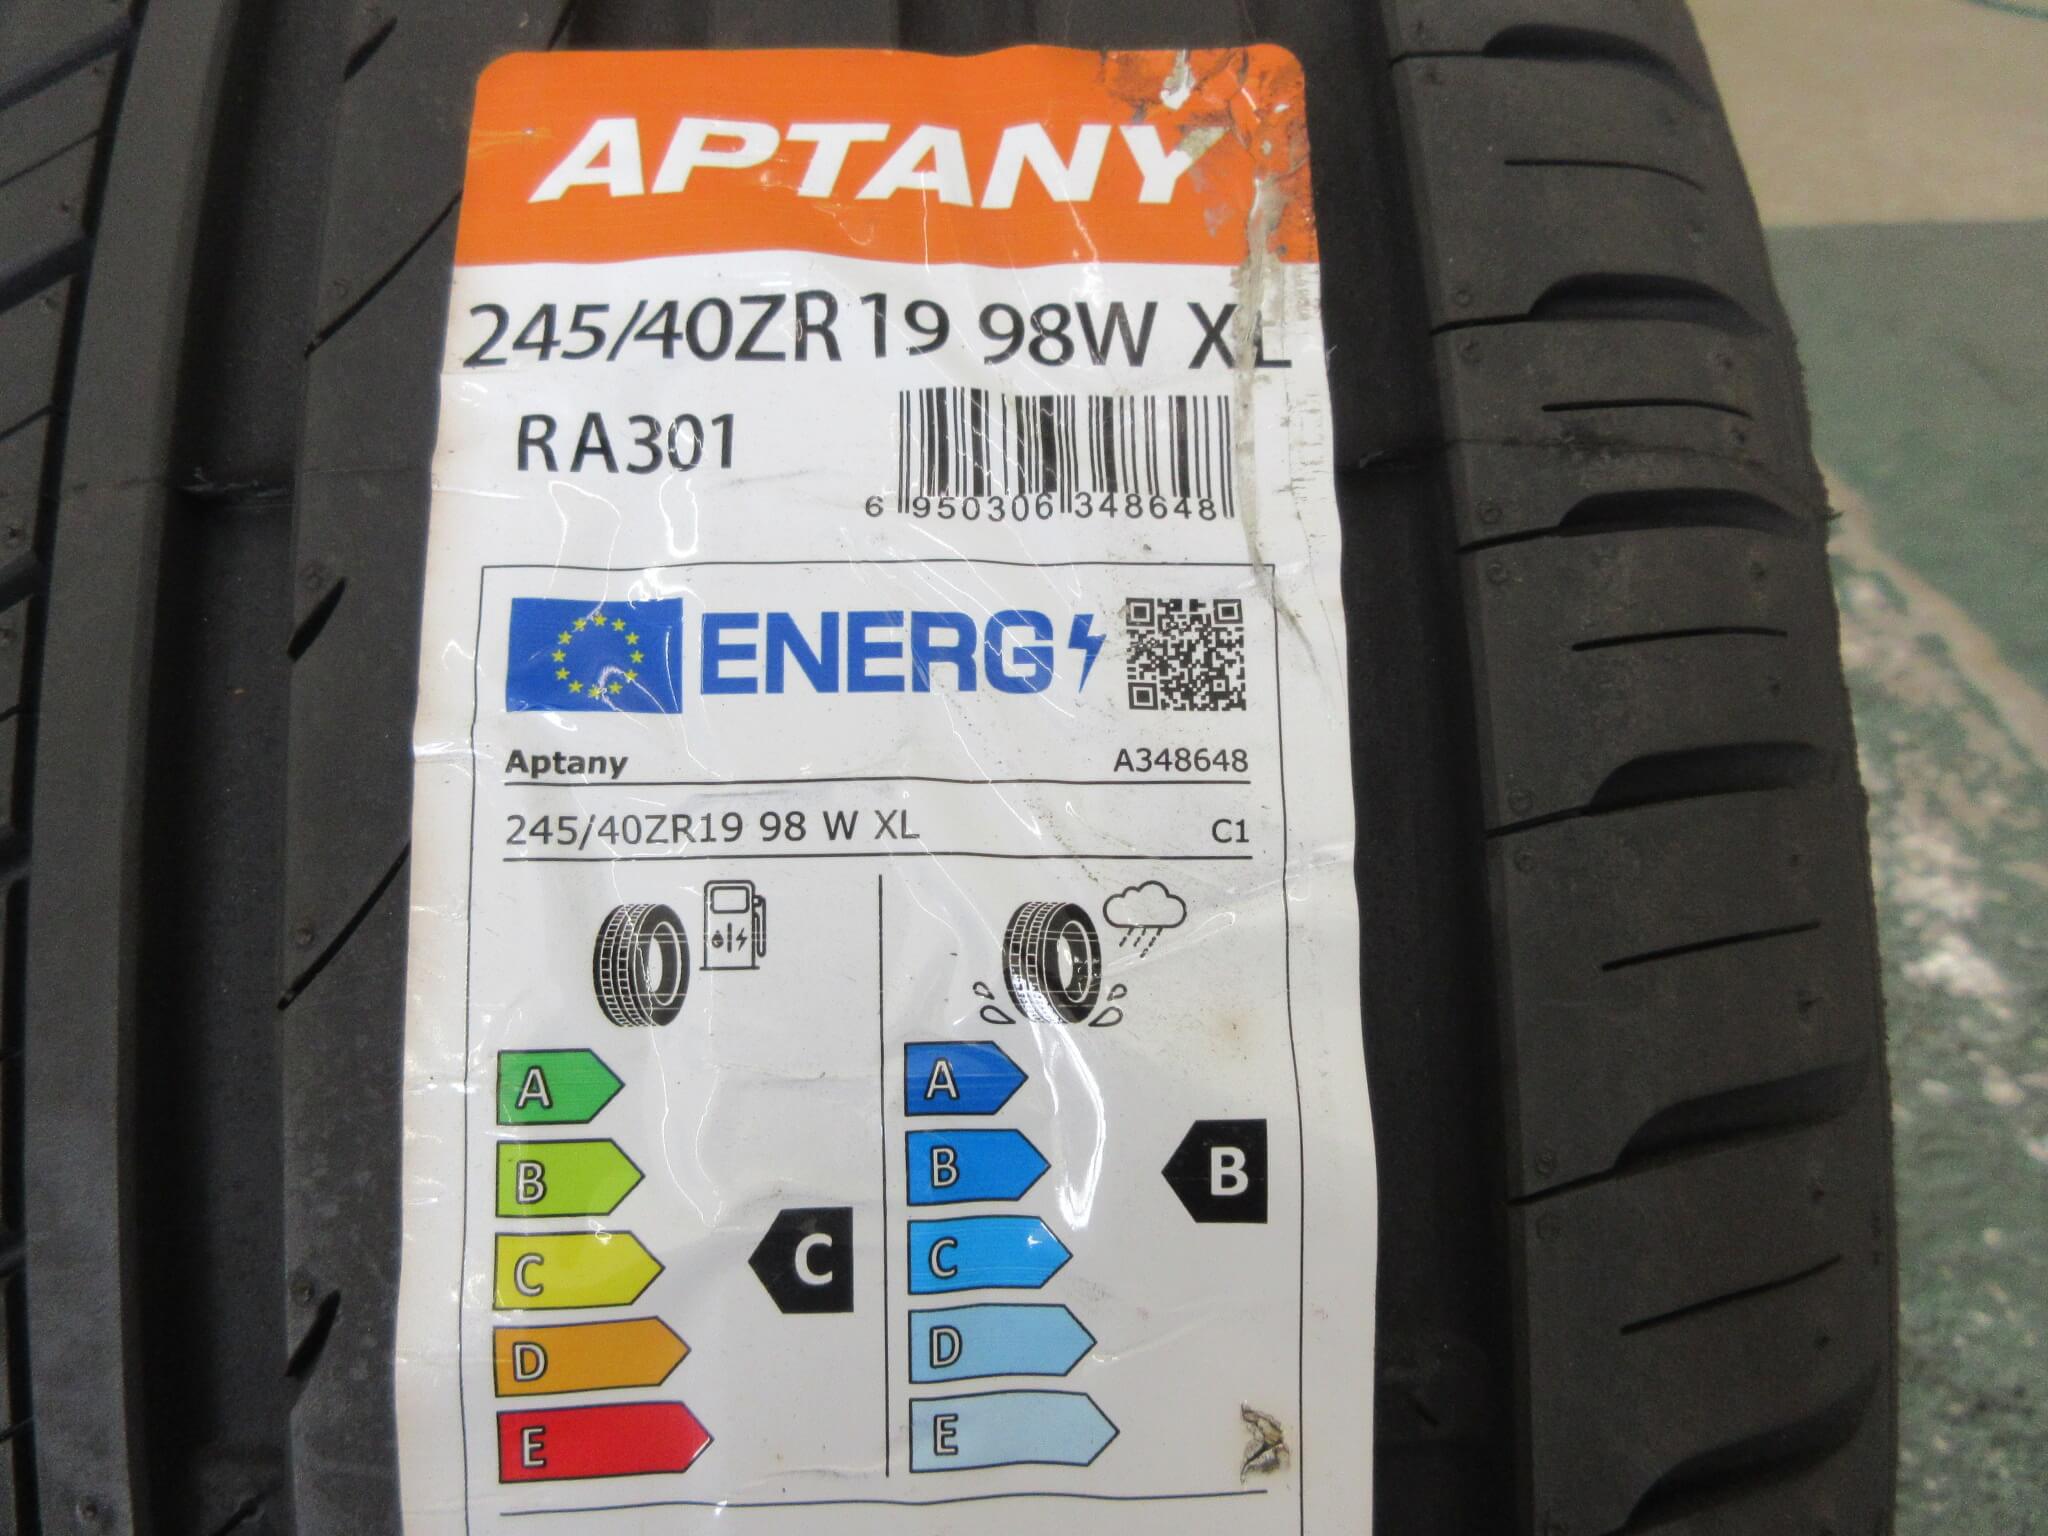 APTANY
245/40ZR19 98W XL
RA301
6 950306 348648
ENERG
Aptany A348648
245/40ZR19 98 W XL C1
A A
B B B
C C C
D D
E E